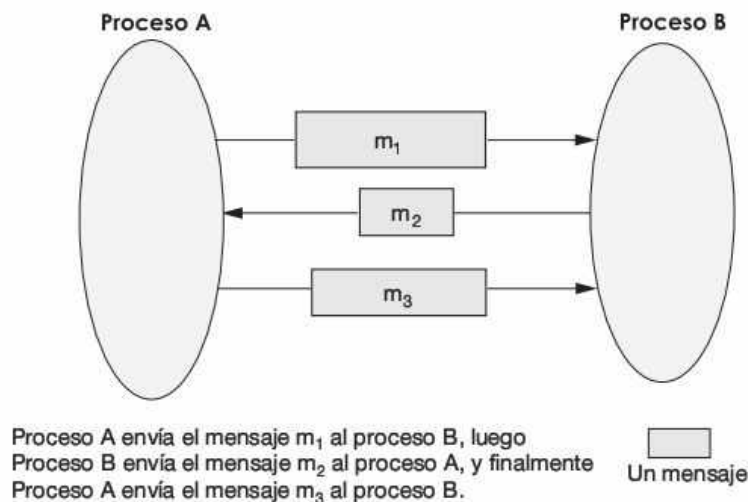 Proceso A
Proceso B
m₁
m₂
m₃
Proceso A envía el mensaje m₁ al proceso B, luego
Proceso B envía el mensaje m₂ al proceso A, y finalmente
Proceso A envía el mensaje m₃ al proceso B.
Un mensaje